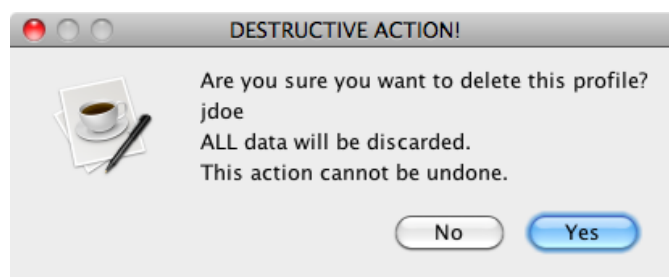 DESTRUCTIVE ACTION!
Are you sure you want to delete this profile?
jdoe
ALL data will be discarded.
This action cannot be undone.
No Yes